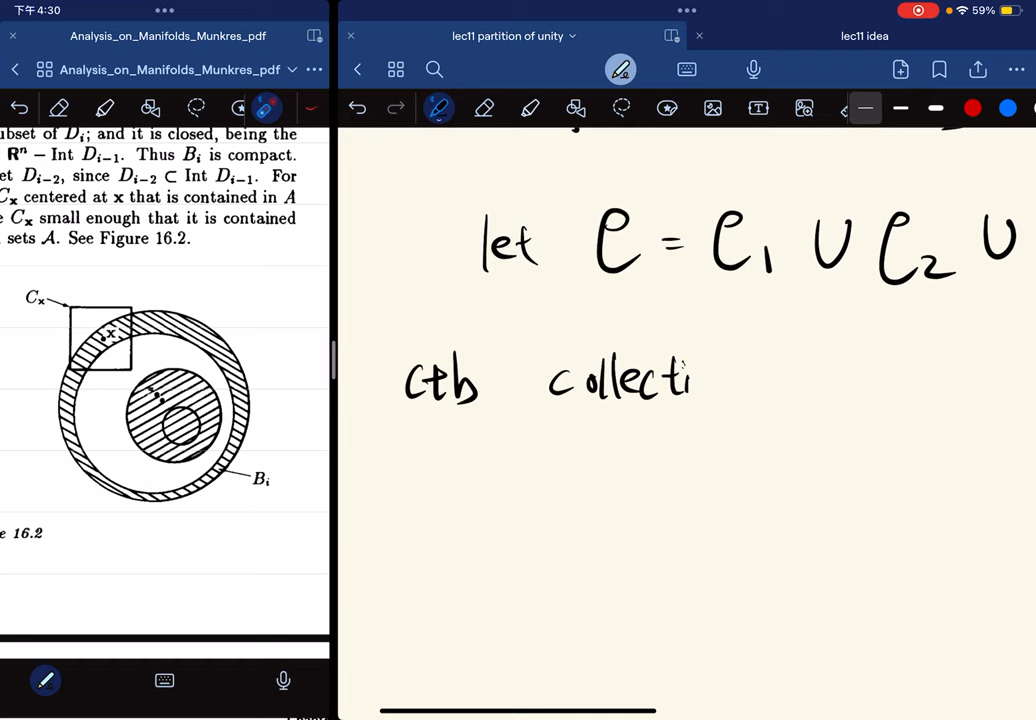 下午4:30
59%
Analysis_on_Manifolds_Munkres_pdf
lec11 partition of unity
lec11 idea
Analysis_on_Manifolds_Munkres_pdf
ubset of Di; and it is closed, being the
Rⁿ − Int Di−1. Thus Bi is compact.
et Di−2, since Di−2 ⊂ Int Di−1. For
Cx centered at x that is contained in A
e Cx small enough that it is contained
sets A. See Figure 16.2.
Cx
x
Bi
e 16.2
let C = C1 ∪ C2 ∪
ctb collecti